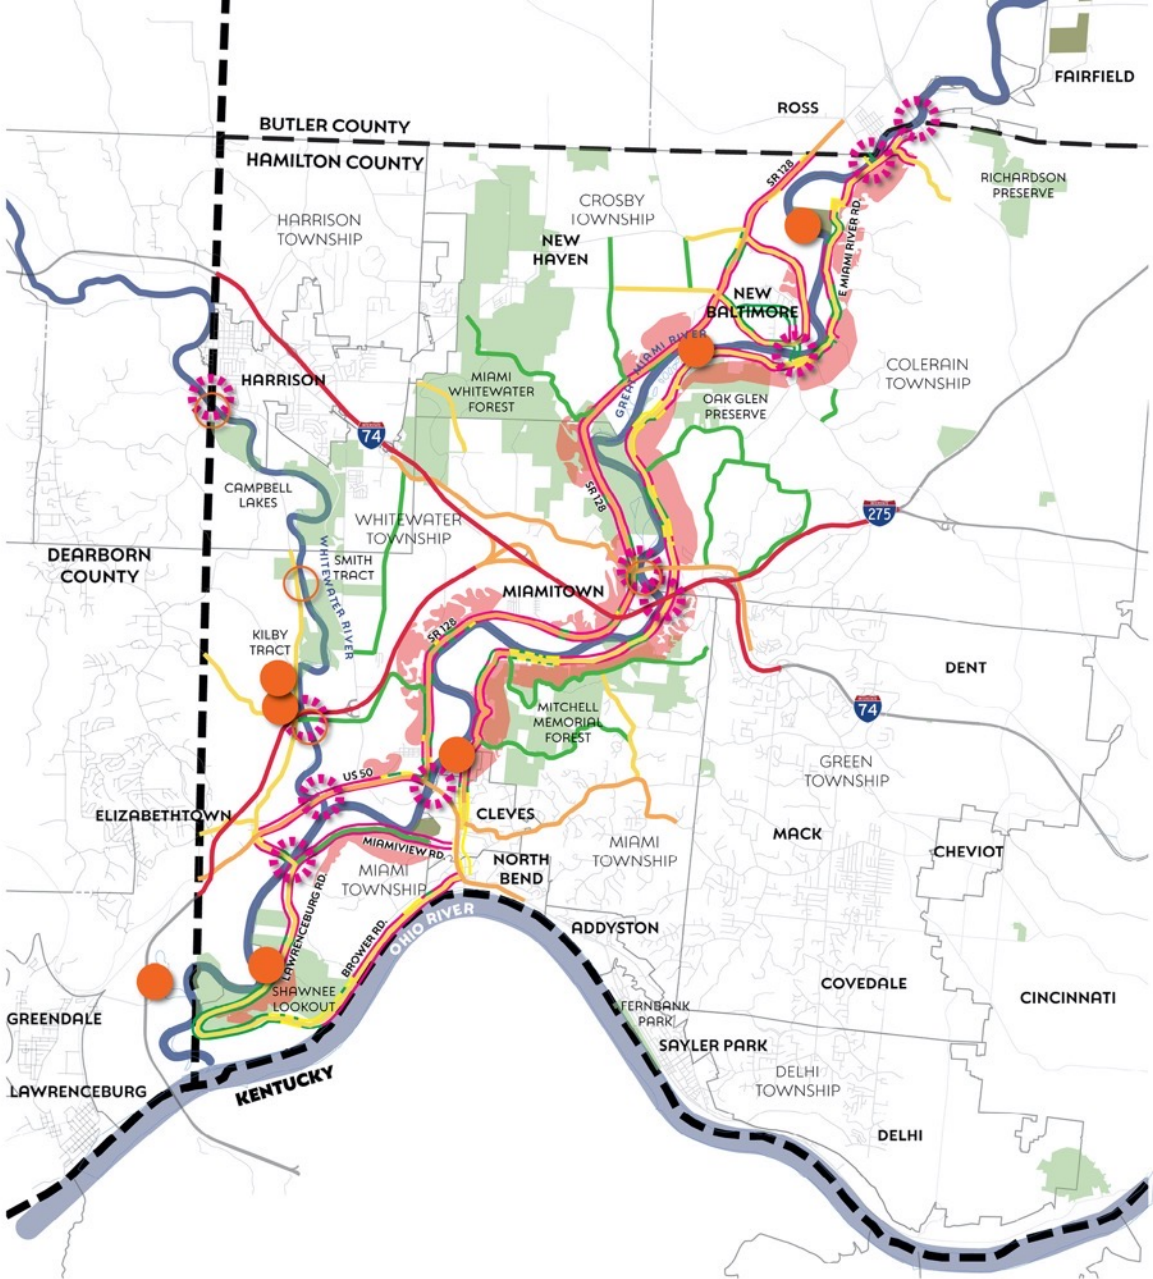 FAIRFIELD
ROSS
BUTLER COUNTY
HAMILTON COUNTY
SR 128
RICHARDSON
PRESERVE
CROSBY
TOWNSHIP
HARRISON
TOWNSHIP
NEW
HAVEN
E MIAMI RIVER RD.
NEW
BALTIMORE
GREAT MIAMI RIVER
COLERAIN
TOWNSHIP
HARRISON
MIAMI
WHITEWATER
FOREST
OAK GLEN
PRESERVE
74
CAMPBELL
LAKES
SR 128
275
WHITEWATER
TOWNSHIP
DEARBORN
COUNTY
SMITH
TRACT
WHITEWATER RIVER
MIAMITOWN
SR 128
KILBY
TRACT
DENT
74
MITCHELL
MEMORIAL
FOREST
GREEN
TOWNSHIP
US 50
ELIZABETHTOWN
CLEVES
MACK
MIAMI
TOWNSHIP
CHEVIOT
MIAMIVIEW RD.
NORTH
BEND
MIAMI
TOWNSHIP
LAWRENCEBURG RD.
BROWER RD.
OHIO RIVER
ADDYSTON
COVEDALE
CINCINNATI
SHAWNEE
LOOKOUT
FERNBANK
PARK
GREENDALE
SAYLER PARK
DELHI
TOWNSHIP
LAWRENCEBURG
KENTUCKY
DELHI